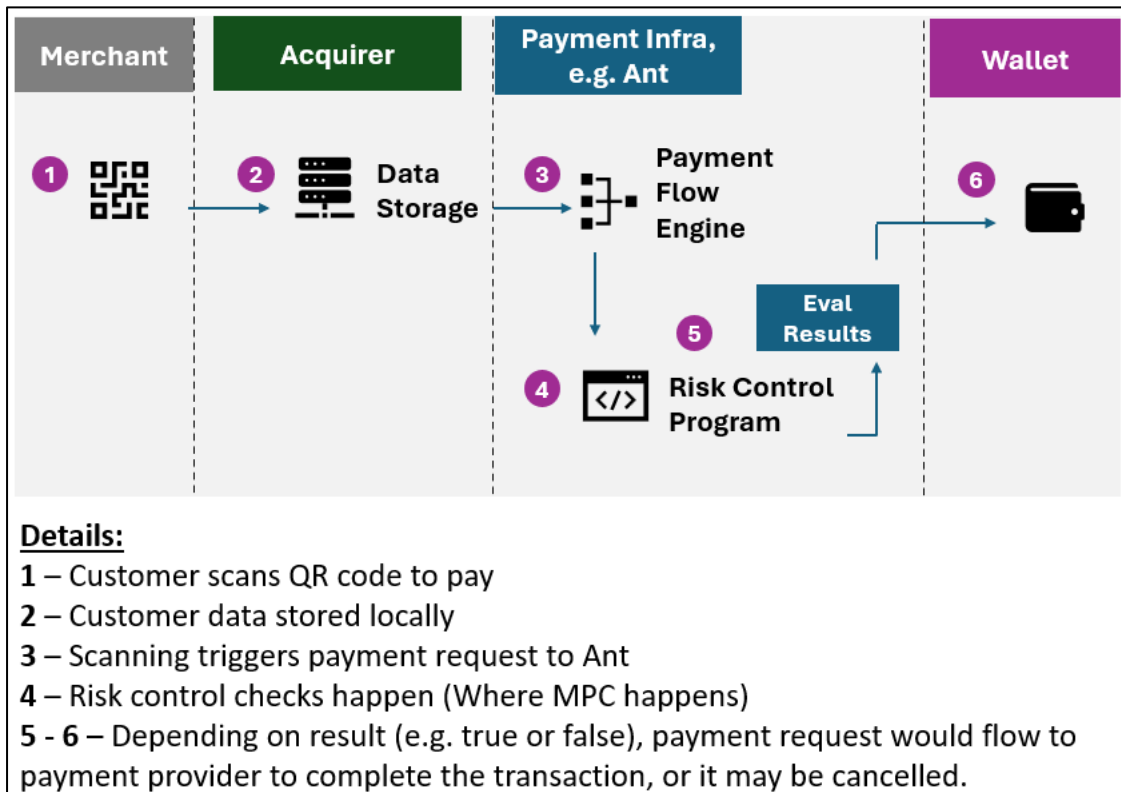 Merchant
Acquirer
Payment Infra,
e.g. Ant
Wallet
1
2
Data
Storage
3
Payment
Flow
Engine
6
Eval
Results
5
4
</>
Risk Control
Program
Details:
1 – Customer scans QR code to pay
2 – Customer data stored locally
3 – Scanning triggers payment request to Ant
4 – Risk control checks happen (Where MPC happens)
5 - 6 – Depending on result (e.g. true or false), payment request would flow to
payment provider to complete the transaction, or it may be cancelled.